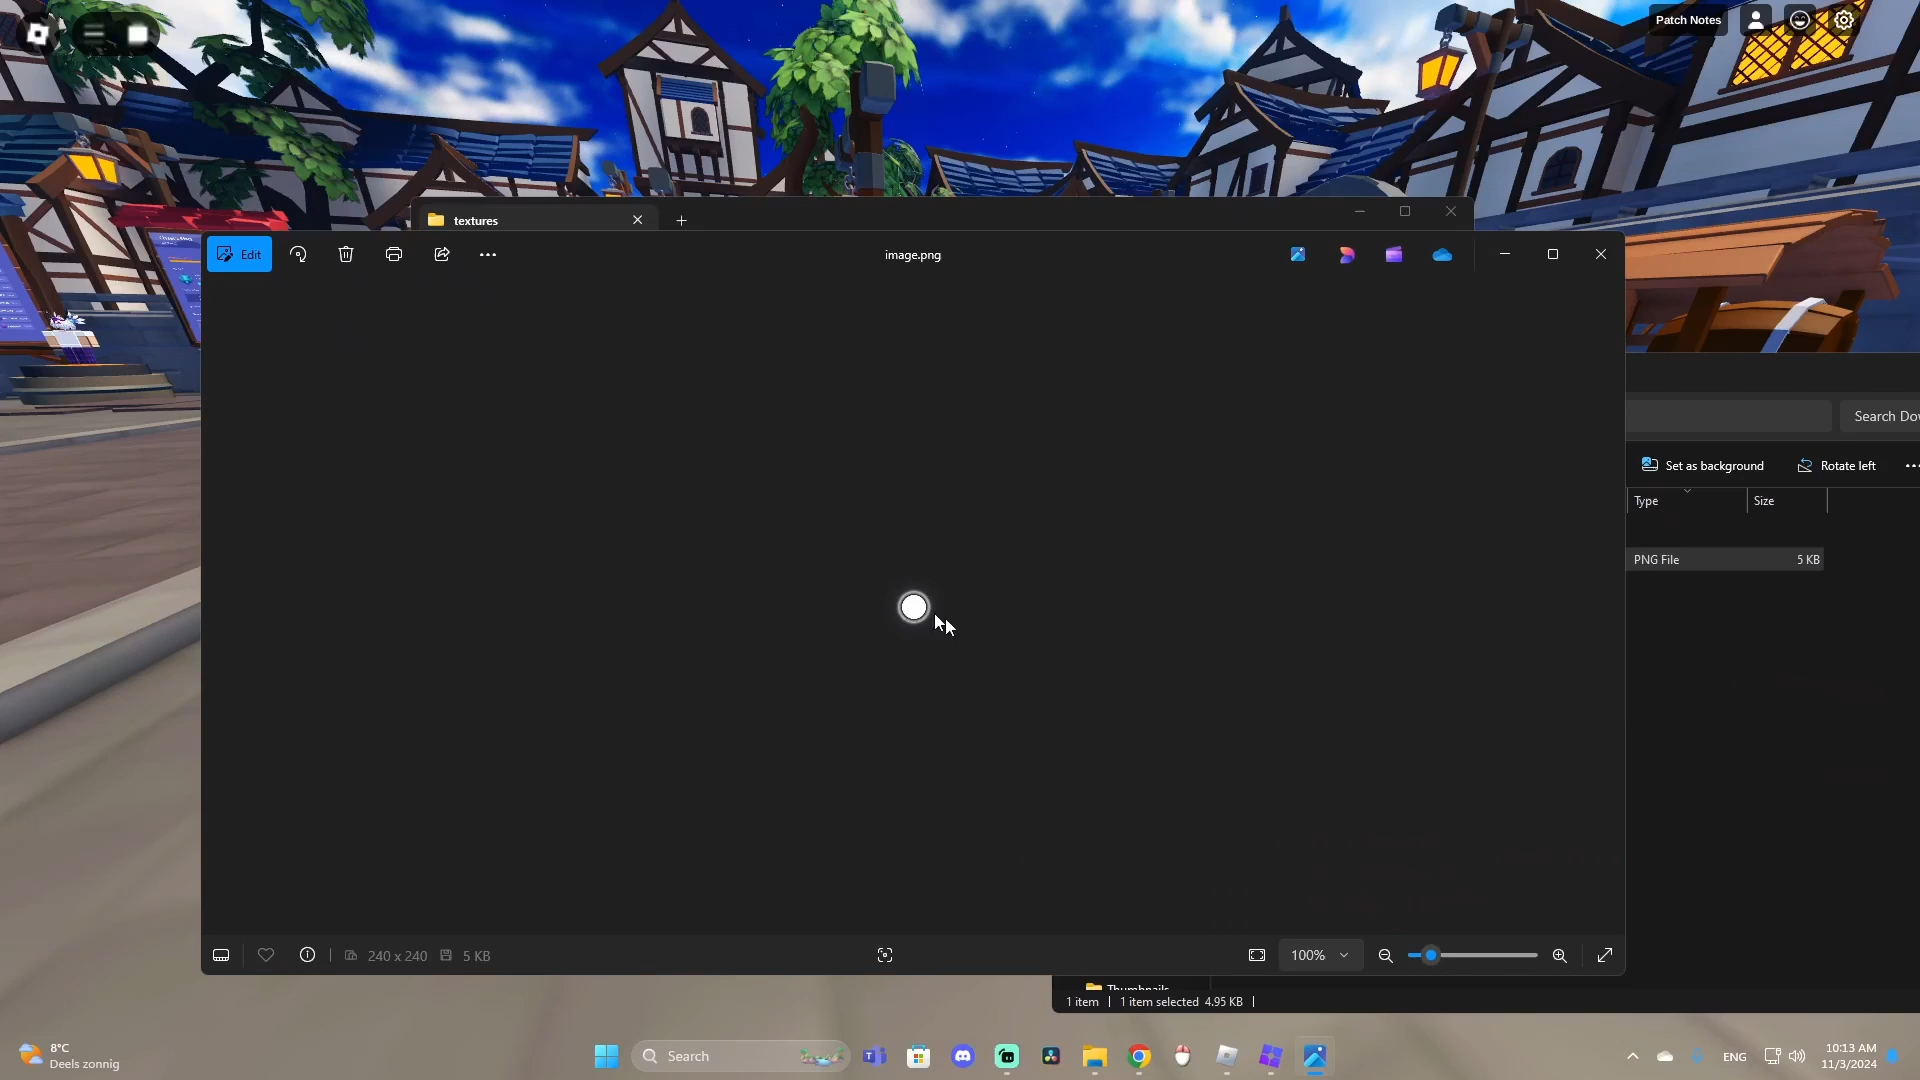 Patch Notes
textures
Edit
image.png
Search Dov
Set as background
Rotate left
Type
Size
PNG File
5 KB
240 x 240
5 KB
100%
Thumbnails
1 item
1 item selected
4.95 KB
8°C
Deels zonnig
Search
ENG
10:13 AM
11/3/2024